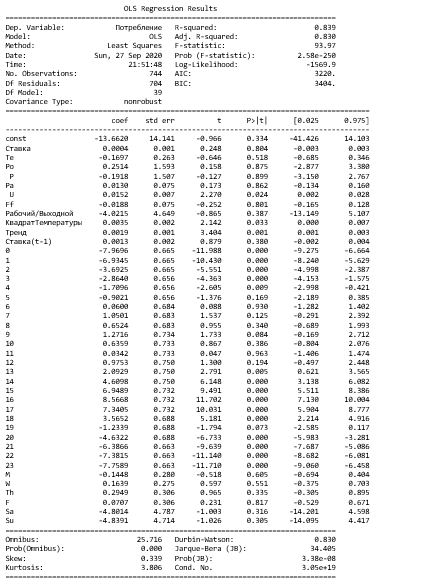 OLS Regression Results
Dep. Variable: Потребление R-squared: 0.839
Model: OLS Adj. R-squared: 0.830
Method: Least Squares F-statistic: 93.97
Date: Sun, 27 Sep 2020 Prob (F-statistic): 2.58e-250
Time: 21:51:48 Log-Likelihood: -1569.9
No. Observations: 744 AIC: 3220.
Df Residuals: 704 BIC: 3404.
Df Model: 39
Covariance Type: nonrobust
coef std err t P>|t| [0.025 0.975]
const -13.6620 14.141 -0.966 0.334 -41.426 14.103
Ставка 0.0004 0.001 0.248 0.804 -0.003 0.003
Te -0.1697 0.263 -0.646 0.518 -0.685 0.346
Po 0.2514 1.593 0.158 0.875 -2.877 3.380
P -0.1918 1.507 -0.127 0.899 -3.150 2.767
Pa 0.0130 0.075 0.173 0.862 -0.134 0.160
U 0.0152 0.007 2.270 0.024 0.002 0.028
Ff -0.0188 0.075 -0.252 0.801 -0.165 0.128
Рабочий/Выходной -4.0215 4.649 -0.865 0.387 -13.149 5.107
КвадратТемпературы 0.0035 0.002 2.142 0.033 0.000 0.007
Тренд 0.0019 0.001 3.404 0.001 0.001 0.003
Ставка(t-1) 0.0013 0.002 0.879 0.380 -0.002 0.004
0 -7.9696 0.665 -11.988 0.000 -9.275 -6.664
1 -6.9345 0.665 -10.430 0.000 -8.240 -5.629
2 -3.6925 0.665 -5.551 0.000 -4.998 -2.387
3 -2.8640 0.656 -4.363 0.000 -4.153 -1.575
4 -1.7096 0.656 -2.605 0.009 -2.998 -0.421
5 -0.9021 0.656 -1.376 0.169 -2.189 0.385
6 0.0600 0.684 0.088 0.930 -1.282 1.402
7 1.0501 0.683 1.537 0.125 -0.291 2.392
8 0.6524 0.683 0.955 0.340 -0.689 1.993
9 1.2716 0.734 1.733 0.084 -0.169 2.712
10 0.6359 0.733 0.867 0.386 -0.804 2.076
11 0.0342 0.733 0.047 0.963 -1.406 1.474
12 0.9753 0.750 1.300 0.194 -0.497 2.448
13 2.0929 0.750 2.791 0.005 0.621 3.565
14 4.6098 0.750 6.148 0.000 3.138 6.082
15 6.9489 0.732 9.491 0.000 5.511 8.386
16 8.5668 0.732 11.702 0.000 7.130 10.004
17 7.3405 0.732 10.031 0.000 5.904 8.777
18 3.5652 0.688 5.181 0.000 2.214 4.916
19 -1.2339 0.688 -1.794 0.073 -2.585 0.117
20 -4.6322 0.688 -6.733 0.000 -5.983 -3.281
21 -6.3866 0.663 -9.639 0.000 -7.687 -5.086
22 -7.3815 0.663 -11.140 0.000 -8.682 -6.081
23 -7.7589 0.663 -11.710 0.000 -9.060 -6.458
M -0.1448 0.280 -0.518 0.605 -0.694 0.404
W 0.1639 0.275 0.597 0.551 -0.375 0.703
Th 0.2949 0.306 0.965 0.335 -0.305 0.895
F 0.0707 0.306 0.231 0.817 -0.529 0.671
Sa -4.8014 4.787 -1.003 0.316 -14.201 4.598
Su -4.8391 4.714 -1.026 0.305 -14.095 4.417
Omnibus: 25.716 Durbin-Watson: 0.830
Prob(Omnibus): 0.000 Jarque-Bera (JB): 34.405
Skew: 0.339 Prob(JB): 3.38e-08
Kurtosis: 3.806 Cond. No. 3.05e+19